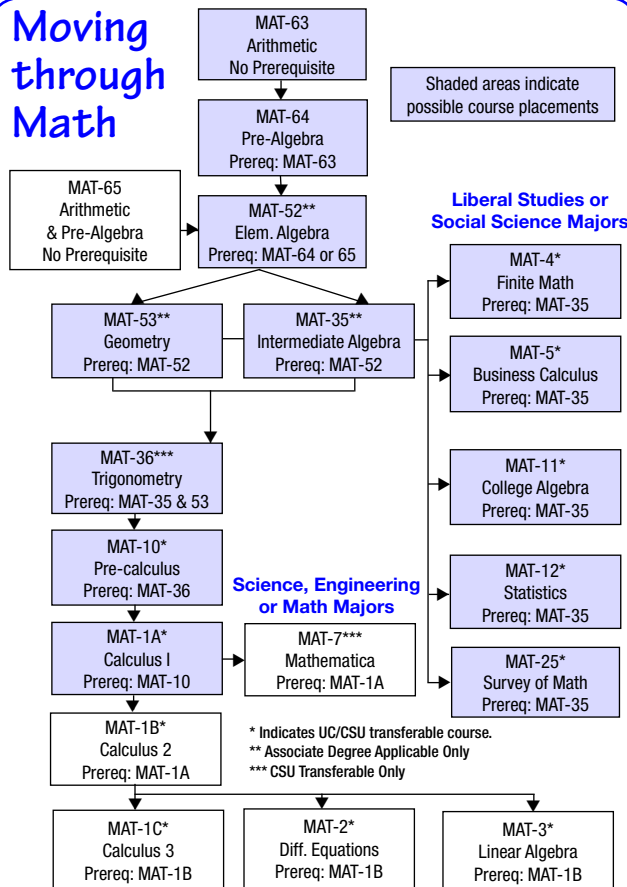 Moving
through
Math
MAT-63
Arithmetic
No Prerequisite
Shaded areas indicate
possible course placements
MAT-64
Pre-Algebra
Prereq: MAT-63
MAT-65
Arithmetic
& Pre-Algebra
No Prerequisite
MAT-52**
Elem. Algebra
Prereq: MAT-64 or 65
Liberal Studies or
Social Science Majors
MAT-53**
Geometry
Prereq: MAT-52
MAT-35**
Intermediate Algebra
Prereq: MAT-52
MAT-4*
Finite Math
Prereq: MAT-35
MAT-5*
Business Calculus
Prereq: MAT-35
MAT-11*
College Algebra
Prereq: MAT-35
MAT-12*
Statistics
Prereq: MAT-35
MAT-25*
Survey of Math
Prereq: MAT-35
MAT-36***
Trigonometry
Prereq: MAT-35 & 53
MAT-10*
Pre-calculus
Prereq: MAT-36
Science, Engineering
or Math Majors
MAT-1A*
Calculus I
Prereq: MAT-10
MAT-7***
Mathematica
Prereq: MAT-1A
MAT-1B*
Calculus 2
Prereq: MAT-1A
* Indicates UC/CSU transferable course.
** Associate Degree Applicable Only
*** CSU Transferable Only
MAT-1C*
Calculus 3
Prereq: MAT-1B
MAT-2*
Diff. Equations
Prereq: MAT-1B
MAT-3*
Linear Algebra
Prereq: MAT-1B